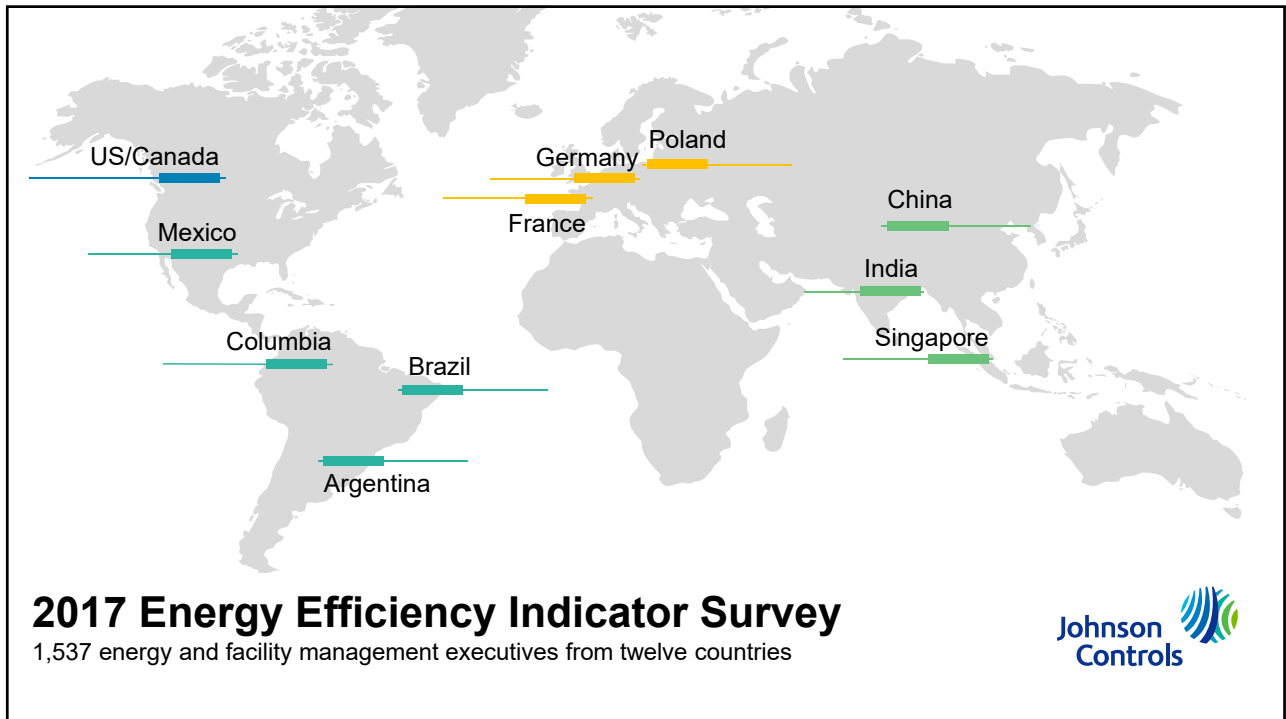 Poland
US/Canada
Germany
China
France
Mexico
India
Columbia
Singapore
Brazil
Argentina
2017 Energy Efficiency Indicator Survey
1,537 energy and facility management executives from twelve countries
Johnson
Controls